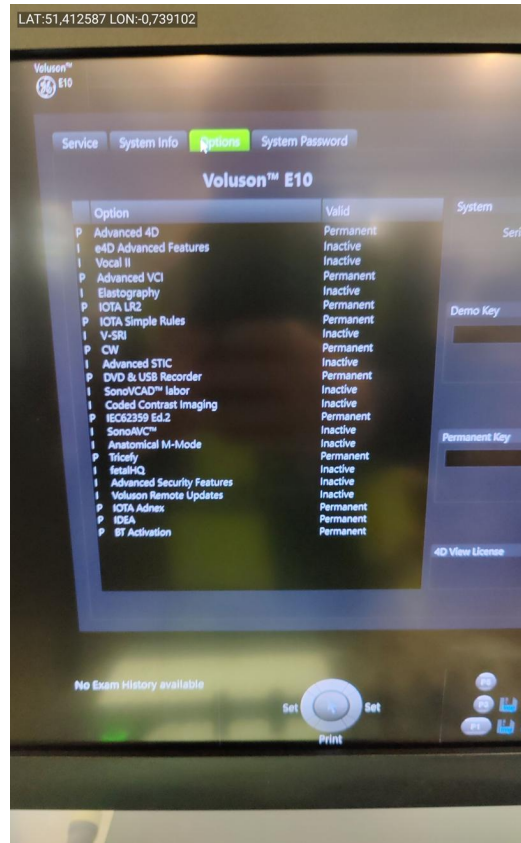 LAT:51,412587 LON:-0,739102
Voluson™
E10
Service System Info Options System Password
Voluson™ E10
Option Valid System
P Advanced 4D Permanent
I e4D Advanced Features Inactive
I Vocal II Inactive
P Advanced VCI Permanent
I Elastography Inactive
P IOTA LR2 Permanent
P IOTA Simple Rules Permanent
I V-SRI Inactive
P CW Permanent
I Advanced STIC Inactive
P DVD & USB Recorder Permanent
I SonoVCAD™ labor Inactive
I Coded Contrast Imaging Inactive
P IEC62359 Ed.2 Permanent
I SonoAVC™ Inactive
I Anatomical M-Mode Inactive
P Tricefy Permanent
I fetalHQ Inactive
I Advanced Security Features Inactive
I Voluson Remote Updates Inactive
P IOTA Adnex Permanent
P IDEA Permanent
P BT Activation Permanent
Seri
Demo Key
Permanent Key
4D View License
No Exam History available
Set Set
Print
P1